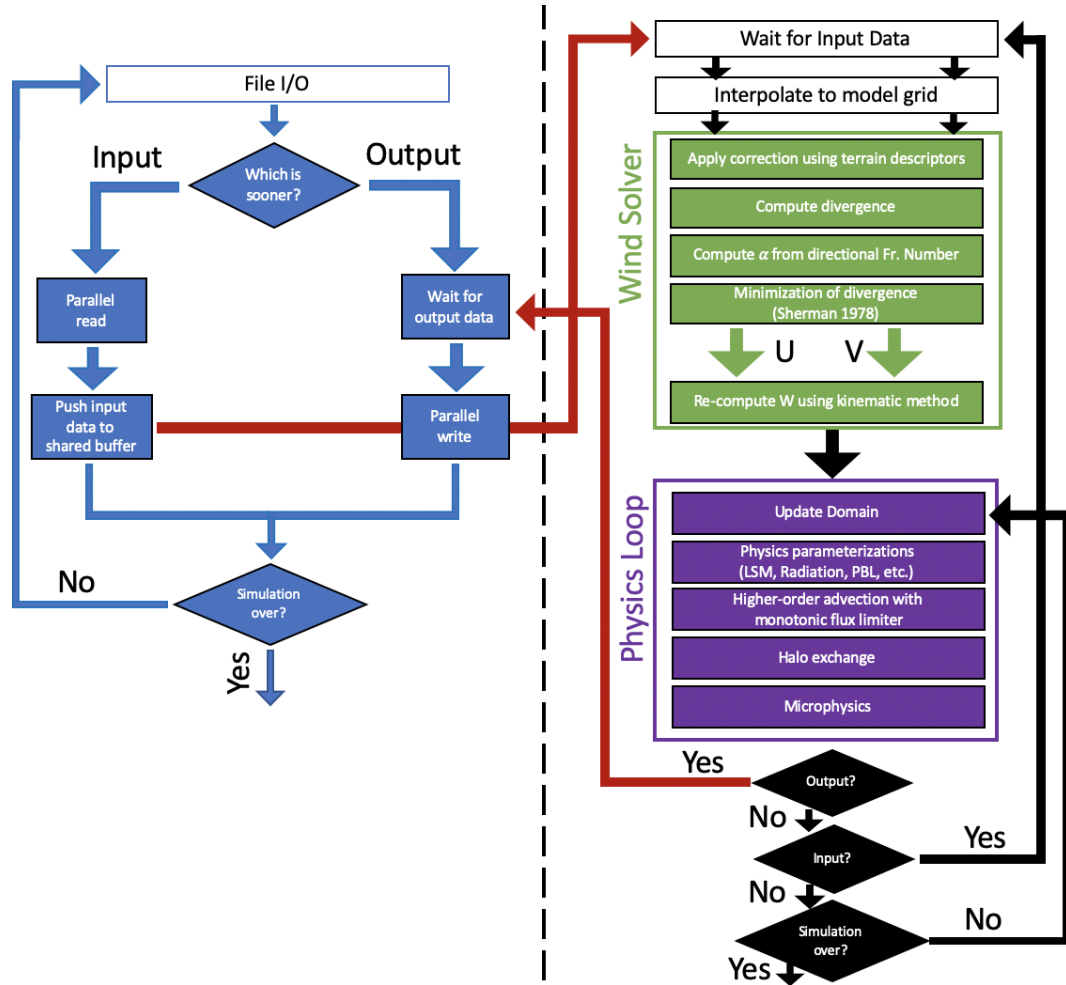 File I/O
Input
Output
Which is
sooner?
Parallel
read
Wait for
output data
Push input
data to
shared buffer
Parallel
write
No
Simulation
over?
Yes
Wait for Input Data
Interpolate to model grid
Wind Solver
Apply correction using terrain descriptors
Compute divergence
Compute α from directional Fr. Number
Minimization of divergence
(Sherman 1978)
U
V
Re-compute W using kinematic method
Physics Loop
Update Domain
Physics parameterizations
(LSM, Radiation, PBL, etc.)
Higher-order advection with
monotonic flux limiter
Halo exchange
Microphysics
Yes
Output?
No
Input?
Yes
No
Simulation
over?
No
Yes